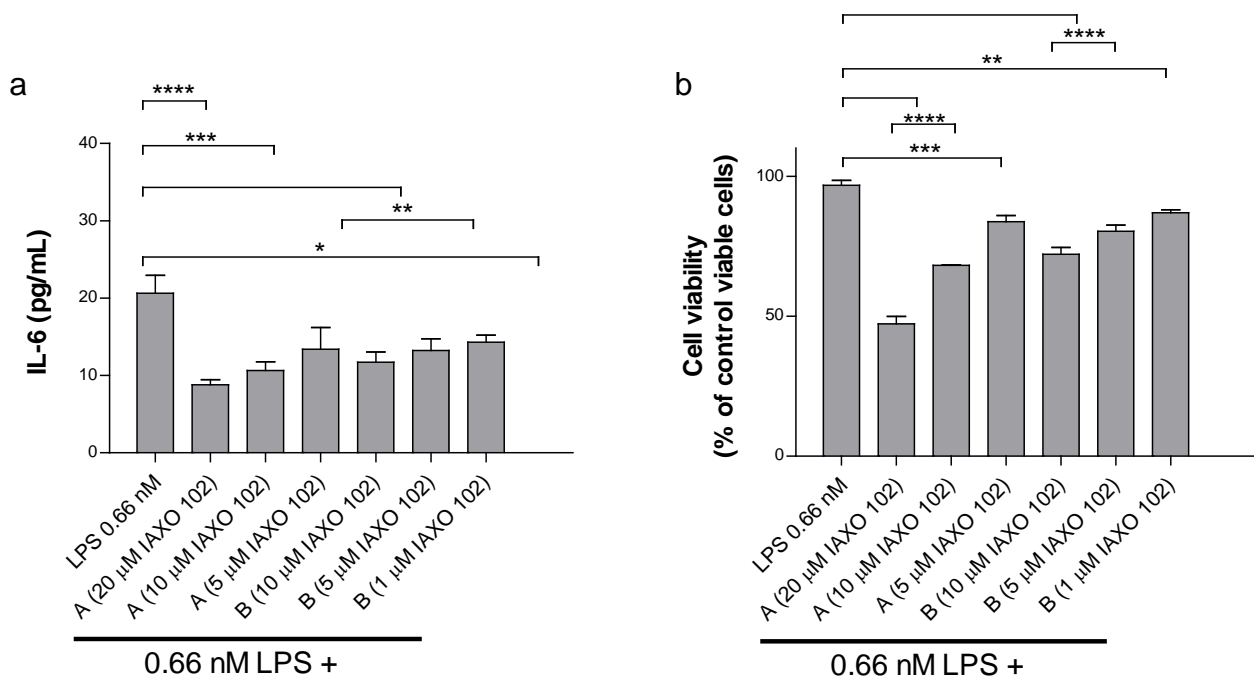 a
****
***
**
*
40
30
20
10
0
IL-6 (pg/mL)
LPS 0.66 nM
A (20 μM IAXO 102)
A (10 μM IAXO 102)
A (5 μM IAXO 102)
B (10 μM IAXO 102)
B (5 μM IAXO 102)
B (1 μM IAXO 102)
0.66 nM LPS +
b
****
**
****
***
100
50
0
Cell viability
(% of control viable cells)
LPS 0.66 nM
A (20 μM IAXO 102)
A (10 μM IAXO 102)
A (5 μM IAXO 102)
B (10 μM IAXO 102)
B (5 μM IAXO 102)
B (1 μM IAXO 102)
0.66 nM LPS +